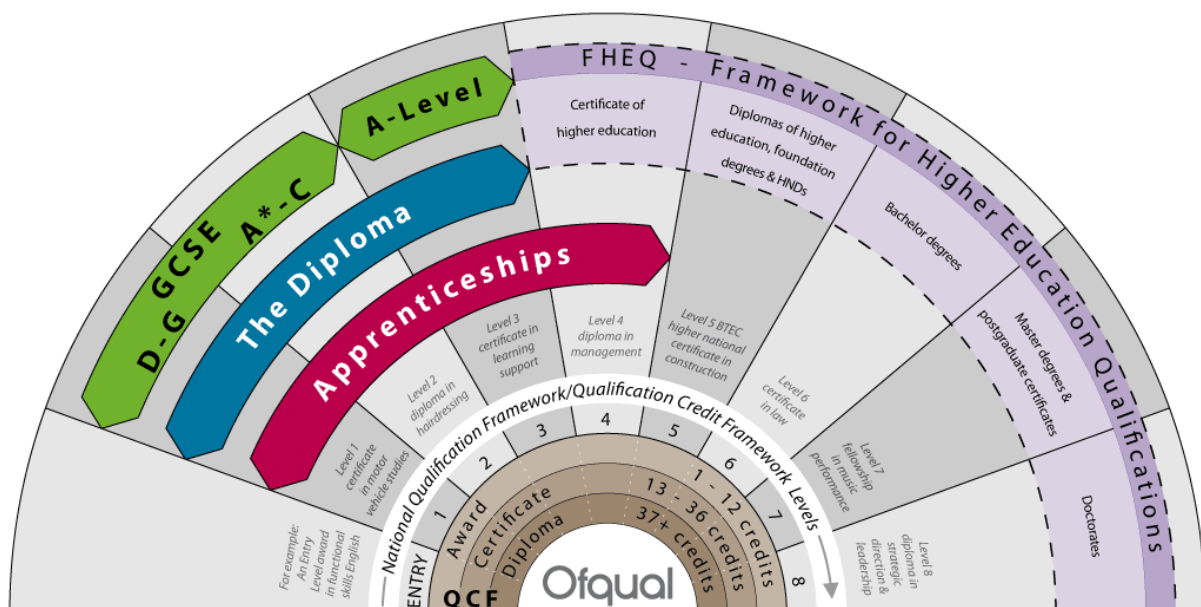 FHEQ - Framework for Higher Education Qualifications
A-Level
GCSE
D-G A*-C
The Diploma
Apprenticeships
Certificate of
higher education
Diplomas of higher
education, foundation
degrees & HNDs
Bachelor degrees
Master degrees &
postgraduate certificates
Doctorates
For example:
An Entry
Level award
in functional
skills English
Level 1
certificate
in motor
vehicle studies
Level 2
diploma in
hairdressing
Level 3
certificate in
learning
support
Level 4
diploma in
management
Level 5 BTEC
higher national
certificate in
construction
Level 6
certificate
in law
Level 7
fellowship
in music
performance
Level 8
diploma in
strategic
direction &
leadership
National Qualification Framework/Qualification Credit Framework Levels
ENTRY
1
2
3
4
5
6
7
8
Award
1 - 12 credits
Certificate
13 - 36 credits
Diploma
37+ credits
QCF
Ofqual